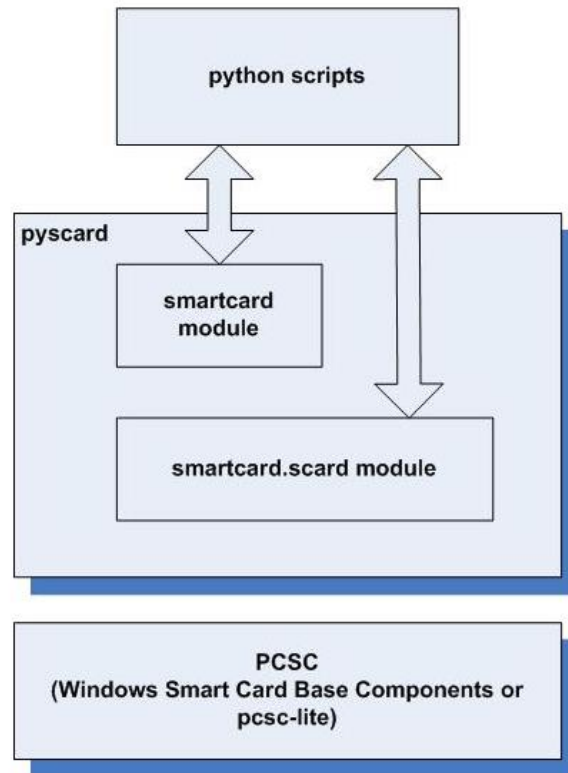 python scripts
pyscard
smartcard
module
smartcard.scard module
PCSC
(Windows Smart Card Base Components or
pcsc-lite)